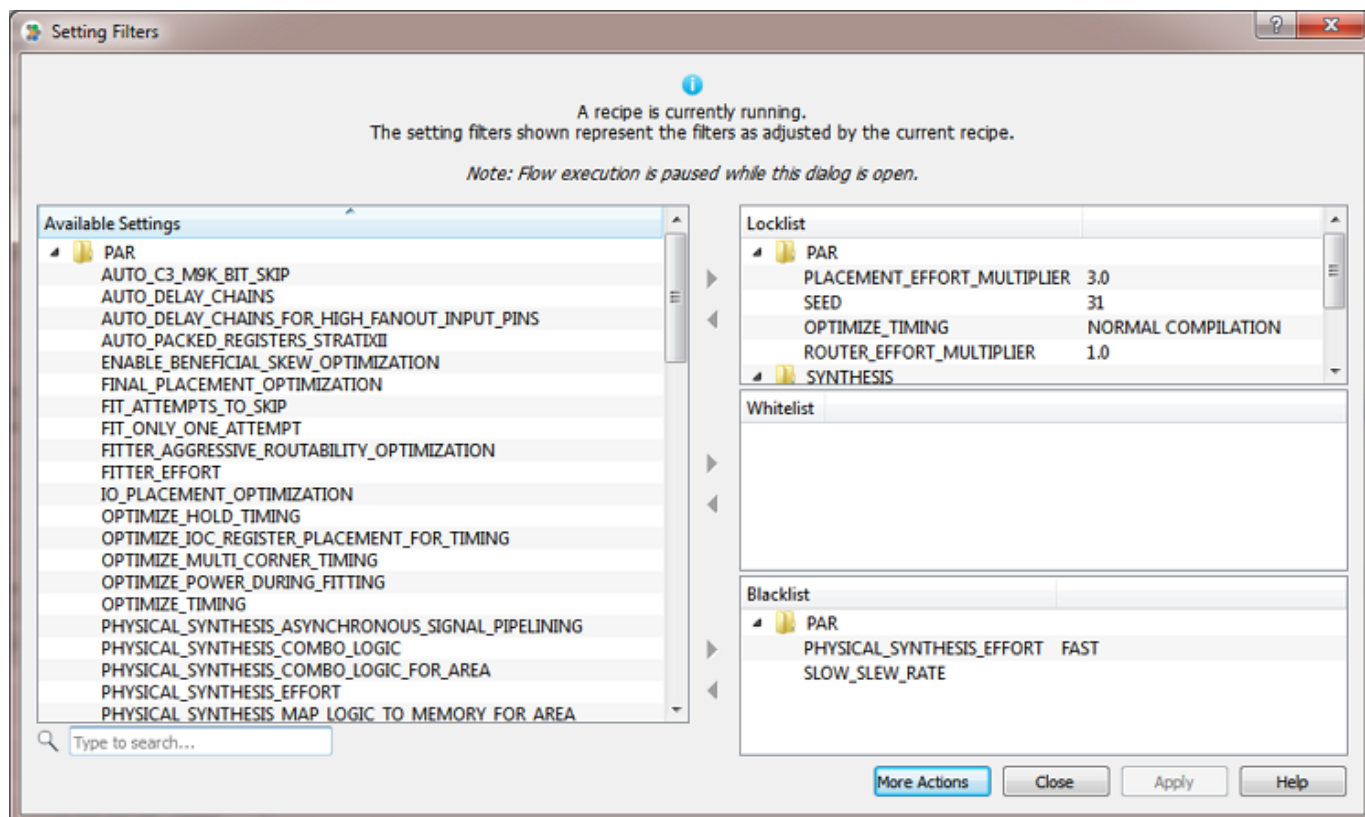 Setting Filters
?
A recipe is currently running.
The setting filters shown represent the filters as adjusted by the current recipe.
Note: Flow execution is paused while this dialog is open.
Available Settings
PAR
AUTO_C3_M9K_BIT_SKIP
AUTO_DELAY_CHAINS
AUTO_DELAY_CHAINS_FOR_HIGH_FANOUT_INPUT_PINS
AUTO_PACKED_REGISTERS_STRATIXII
ENABLE_BENEFICIAL_SKEW_OPTIMIZATION
FINAL_PLACEMENT_OPTIMIZATION
FIT_ATTEMPTS_TO_SKIP
FIT_ONLY_ONE_ATTEMPT
FITTER_AGGRESSIVE_ROUTABILITY_OPTIMIZATION
FITTER_EFFORT
IO_PLACEMENT_OPTIMIZATION
OPTIMIZE_HOLD_TIMING
OPTIMIZE_IOC_REGISTER_PLACEMENT_FOR_TIMING
OPTIMIZE_MULTI_CORNER_TIMING
OPTIMIZE_POWER_DURING_FITTING
OPTIMIZE_TIMING
PHYSICAL_SYNTHESIS_ASYNCHRONOUS_SIGNAL_PIPELINING
PHYSICAL_SYNTHESIS_COMBO_LOGIC
PHYSICAL_SYNTHESIS_COMBO_LOGIC_FOR_AREA
PHYSICAL_SYNTHESIS_EFFORT
PHYSICAL_SYNTHESIS_MAP_LOGIC_TO_MEMORY_FOR_AREA
Type to search...
Locklist
PAR
PLACEMENT_EFFORT_MULTIPLIER 3.0
SEED 31
OPTIMIZE_TIMING NORMAL COMPILATION
ROUTER_EFFORT_MULTIPLIER 1.0
SYNTHESIS
Whitelist
Blacklist
PAR
PHYSICAL_SYNTHESIS_EFFORT FAST
SLOW_SLEW_RATE
More Actions Close Apply Help